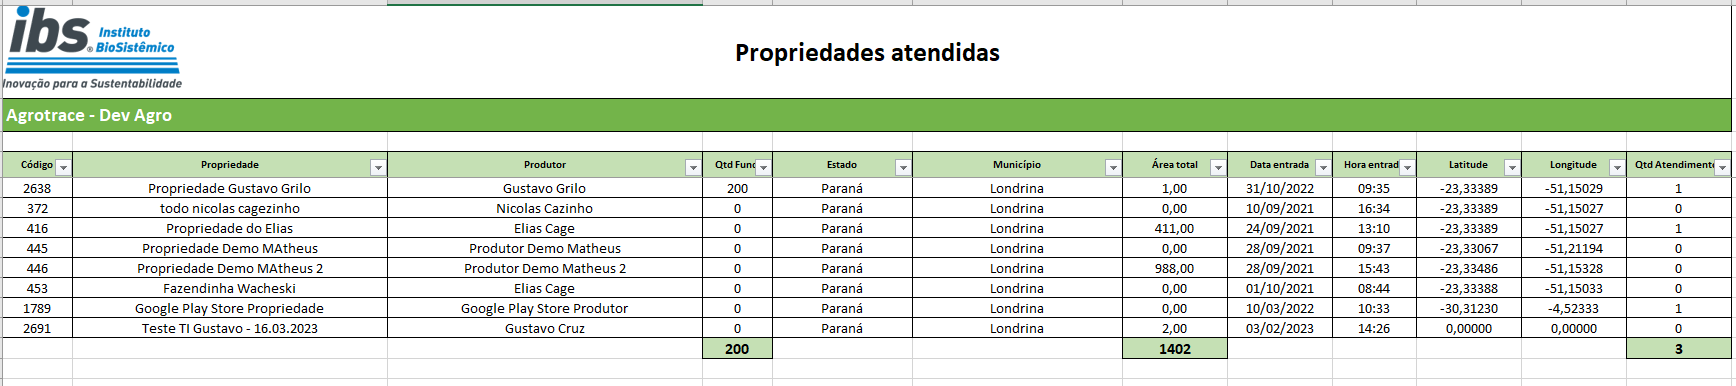 ibs® Instituto BioSistêmico
Inovação para a Sustentabilidade
Propriedades atendidas
Agrotrace - Dev Agro
Código Propriedade Produtor Qtd Func Estado Município Área total Data entrada Hora entrad Latitude Longitude Qtd Atendimento
2638 Propriedade Gustavo Grilo Gustavo Grilo 200 Paraná Londrina 1,00 31/10/2022 09:35 -23,33389 -51,15029 1
372 todo nicolas cagezinho Nicolas Cazinho 0 Paraná Londrina 0,00 10/09/2021 16:34 -23,33389 -51,15027 0
416 Propriedade do Elias Elias Cage 0 Paraná Londrina 411,00 24/09/2021 13:10 -23,33389 -51,15027 1
445 Propriedade Demo MAtheus Produtor Demo Matheus 0 Paraná Londrina 0,00 28/09/2021 09:37 -23,33067 -51,21194 0
446 Propriedade Demo MAtheus 2 Produtor Demo Matheus 2 0 Paraná Londrina 988,00 28/09/2021 15:43 -23,33486 -51,15328 0
453 Fazendinha Wacheski Elias Cage 0 Paraná Londrina 0,00 01/10/2021 08:44 -23,33388 -51,15033 0
1789 Google Play Store Propriedade Google Play Store Produtor 0 Paraná Londrina 0,00 10/03/2022 10:33 -30,31230 -4,52333 1
2691 Teste TI Gustavo - 16.03.2023 Gustavo Cruz 0 Paraná Londrina 2,00 03/02/2023 14:26 0,00000 0,00000 0
200 1402 3